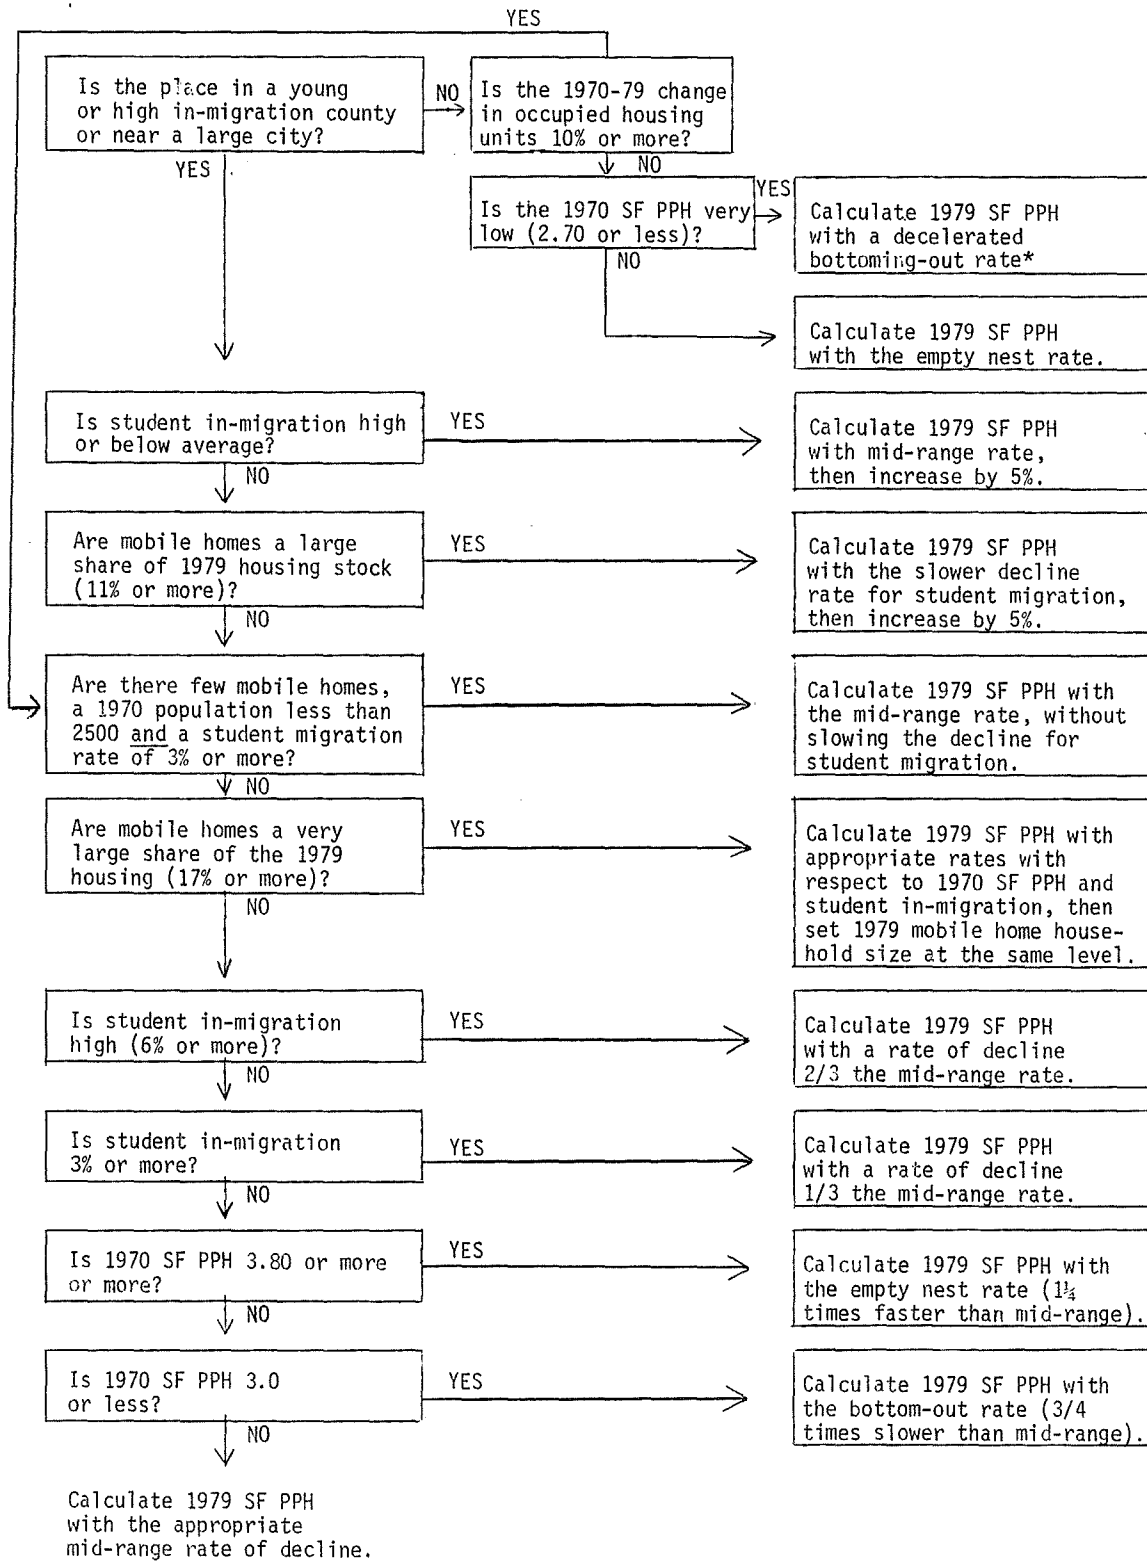 YES
Is the place in a young
or high in-migration county
or near a large city?
NO
Is the 1970-79 change
in occupied housing
units 10% or more?
YES
NO
Is the 1970 SF PPH very
low (2.70 or less)?
YES
Calculate 1979 SF PPH
with a decelerated
bottoming-out rate*
NO
Calculate 1979 SF PPH
with the empty nest rate.
Is student in-migration high
or below average?
YES
Calculate 1979 SF PPH
with mid-range rate,
then increase by 5%.
NO
Are mobile homes a large
share of 1979 housing stock
(11% or more)?
YES
Calculate 1979 SF PPH
with the slower decline
rate for student migration,
then increase by 5%.
NO
Are there few mobile homes,
a 1970 population less than
2500 and a student migration
rate of 3% or more?
YES
Calculate 1979 SF PPH with
the mid-range rate, without
slowing the decline for
student migration.
NO
Are mobile homes a very
large share of the 1979
housing (17% or more)?
YES
Calculate 1979 SF PPH with
appropriate rates with
respect to 1970 SF PPH and
student in-migration, then
set 1979 mobile home house-
hold size at the same level.
NO
Is student in-migration
high (6% or more)?
YES
Calculate 1979 SF PPH
with a rate of decline
2/3 the mid-range rate.
NO
Is student in-migration
3% or more?
YES
Calculate 1979 SF PPH
with a rate of decline
1/3 the mid-range rate.
NO
Is 1970 SF PPH 3.80 or more
or more?
YES
Calculate 1979 SF PPH with
the empty nest rate (1¼
times faster than mid-range).
NO
Is 1970 SF PPH 3.0
or less?
YES
Calculate 1979 SF PPH with
the bottom-out rate (3/4
times slower than mid-range).
NO
Calculate 1979 SF PPH
with the appropriate
mid-range rate of decline.